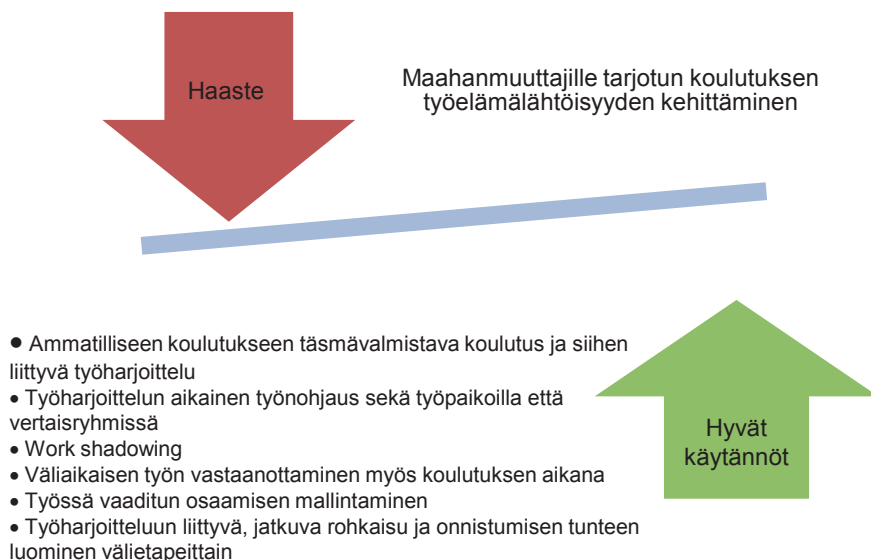 Haaste
Maahanmuuttajille tarjotun koulutuksen
työelämälähtöisyyden kehittäminen
• Ammatilliseen koulutukseen täsmävalmistava koulutus ja siihen
liittyvä työharjoittelu
• Työharjoittelun aikainen työnohjaus sekä työpaikoilla että
vertaisryhmissä
• Work shadowing
• Väliaikaisen työn vastaanottaminen myös koulutuksen aikana
• Työssä vaaditun osaamisen mallintaminen
• Työharjoitteluun liittyvä, jatkuva rohkaisu ja onnistumisen tunteen
luominen välietapeittain
Hyvät
käytännöt